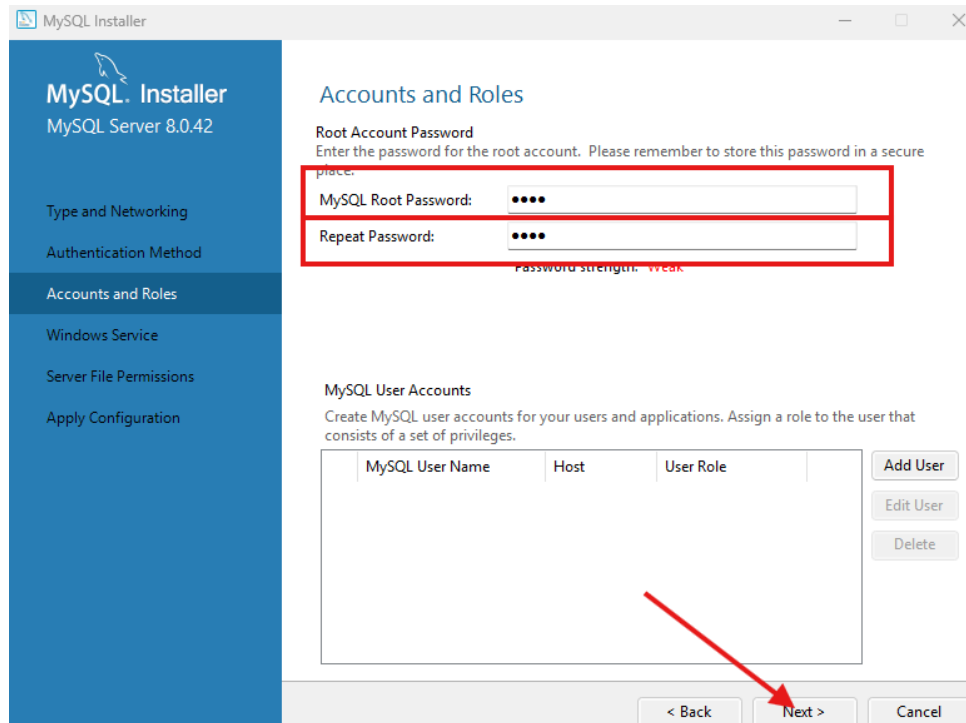 MySQL Installer
MySQL. Installer
MySQL Server 8.0.42
Type and Networking
Authentication Method
Accounts and Roles
Windows Service
Server File Permissions
Apply Configuration
Accounts and Roles
Root Account Password
Enter the password for the root account. Please remember to store this password in a secure
place.
MySQL Root Password: ••••
Repeat Password: ••••
Password strength: Weak
MySQL User Accounts
Create MySQL user accounts for your users and applications. Assign a role to the user that
consists of a set of privileges.
MySQL User Name Host User Role
Add User
Edit User
Delete
< Back Next > Cancel